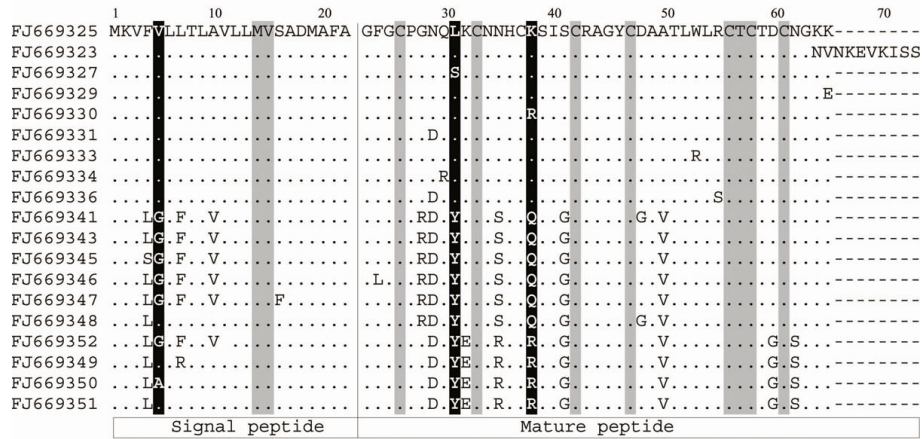 1 10 20 30 40 50 60 70
FJ669325 MKVFVLLTLAVLLMVSADMAFA GFGCPGNQLKCNNHCKSISCRAGYCDAATLWLRCTCTDCNGKK--------
FJ669323 ...................... .........................................NVNKEVKISS
FJ669327 ...................... ........S..................................--------
FJ669329 ...................... ..........................................E--------
FJ669330 ...................... ...............R...........................--------
FJ669331 ...................... ......D....................................--------
FJ669333 ...................... ..............................R............--------
FJ669334 ...................... .......R...................................--------
FJ669336 ...................... ......D.........................S..........--------
FJ669341 ...LG.F..V............ .....RD.Y...S..Q..G......G.V...............--------
FJ669343 ...LG.F..V............ .....RD.Y...S..Q..G........V...............--------
FJ669345 ...SG.F..V............ .....RD.Y...S..Q..G........V...............--------
FJ669346 ...LG.F..V............ .L...RD.Y...S..Q..G........V...............--------
FJ669347 ...LG.F..V.....F...... .....RD.Y...S..Q..G........V...............--------
FJ669348 ...L.................. .....RD.Y...S..Q..G......G.V...............--------
FJ669352 ...LG.F..V............ ......D.YE..R..R..G........V.........G.S...--------
FJ669349 ...L..R............... ......D.YE..R..R..G........V.........G.S...--------
FJ669350 ...LA................. ......D.YE..R..R..G........V.........G.S...--------
FJ669351 ...L.................. ......D.YE..R..R..G........V.........G.S...--------
Signal peptide Mature peptide